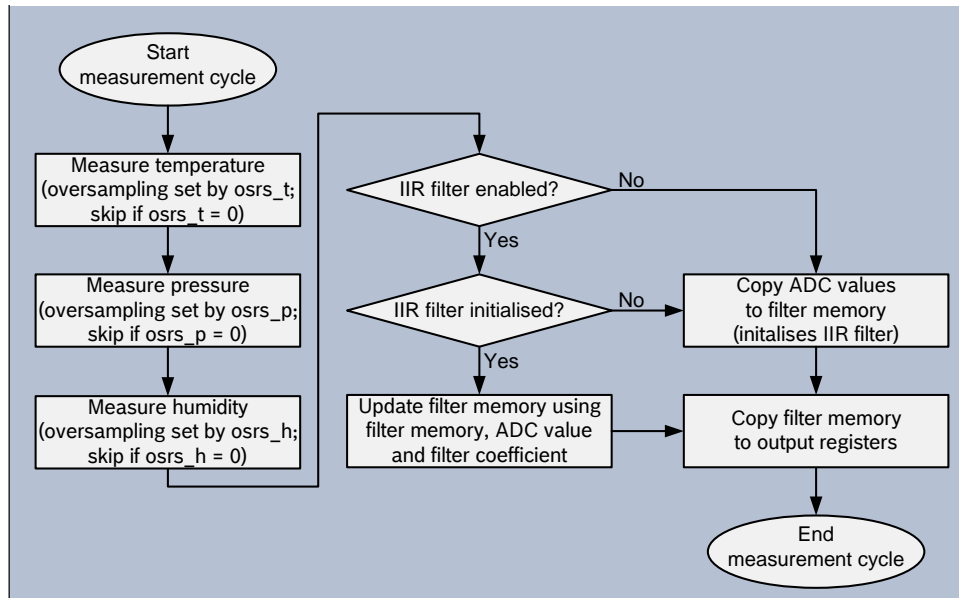 Start
measurement cycle
Measure temperature
(oversampling set by osrs_t;
skip if osrs_t = 0)
Measure pressure
(oversampling set by osrs_p;
skip if osrs_p = 0)
Measure humidity
(oversampling set by osrs_h;
skip if osrs_h = 0)
IIR filter enabled?
No
Yes
IIR filter initialised?
No
Yes
Update filter memory using
filter memory, ADC value
and filter coefficient
Copy ADC values
to filter memory
(initalises IIR filter)
Copy filter memory
to output registers
End
measurement cycle